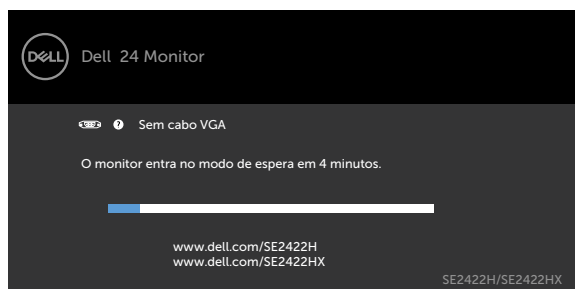 DELL Dell 24 Monitor
? Sem cabo VGA
O monitor entra no modo de espera em 4 minutos.
www.dell.com/SE2422H
www.dell.com/SE2422HX
SE2422H/SE2422HX